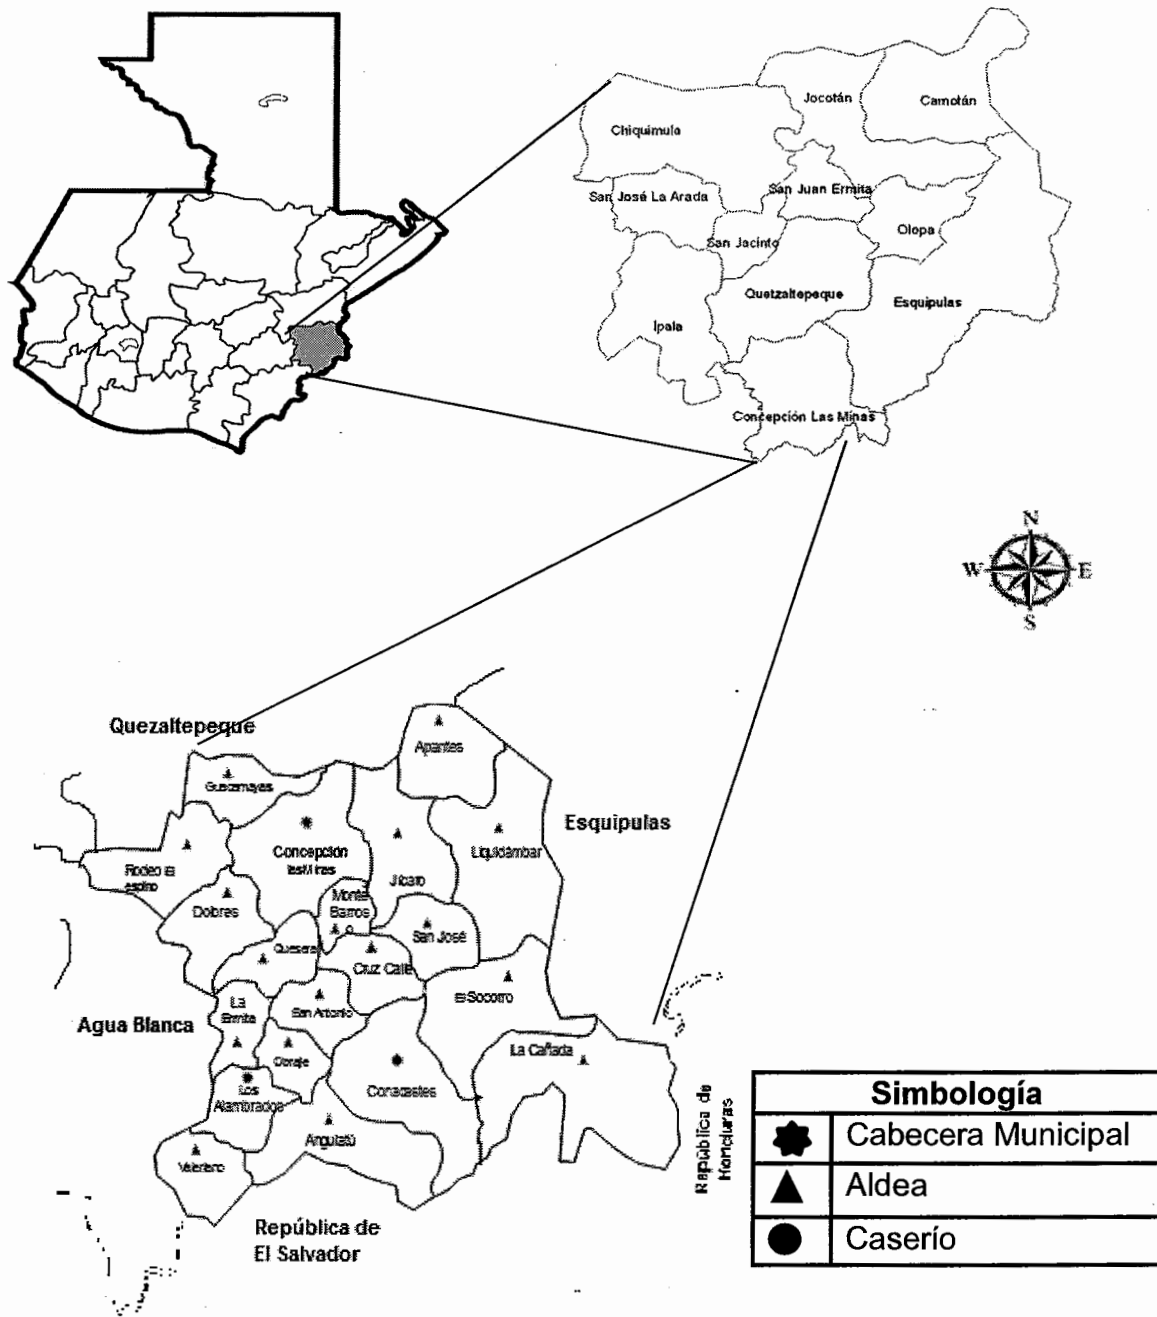 Jocotán
Camotán
Chiquimula
San José La Arada
San Juan Ermita
Olopa
San Jacinto
Quetzaltepeque
Esquipulas
Ipala
Concepción Las Minas
N
W
E
S
Quezaltepeque
Apantes
Guacamayas
Esquipulas
Concepción
las Minas
Liquidámbar
Rodeo El
espino
Jícaro
Dolores
Monte
Barros
San José
Quesera
Cruz Calle
El Socorro
La
Ermita
San Antonio
Agua Blanca
Obraje
La Cañada
Los
Alambrados
Conacastes
Anguiatú
Valeriano
República de
Honduras
República de
El Salvador
Simbología
Cabecera Municipal
Aldea
Caserío